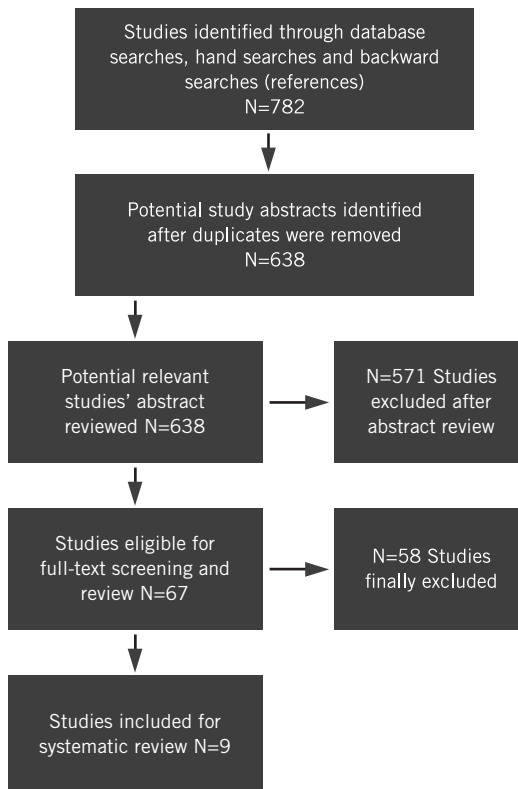 Studies identified through database
searches, hand searches and backward
searches (references)
N=782
Potential study abstracts identified
after duplicates were removed
N=638
Potential relevant
studies’ abstract
reviewed N=638
N=571 Studies
excluded after
abstract review
Studies eligible for
full-text screening and
review N=67
N=58 Studies
finally excluded
Studies included for
systematic review N=9